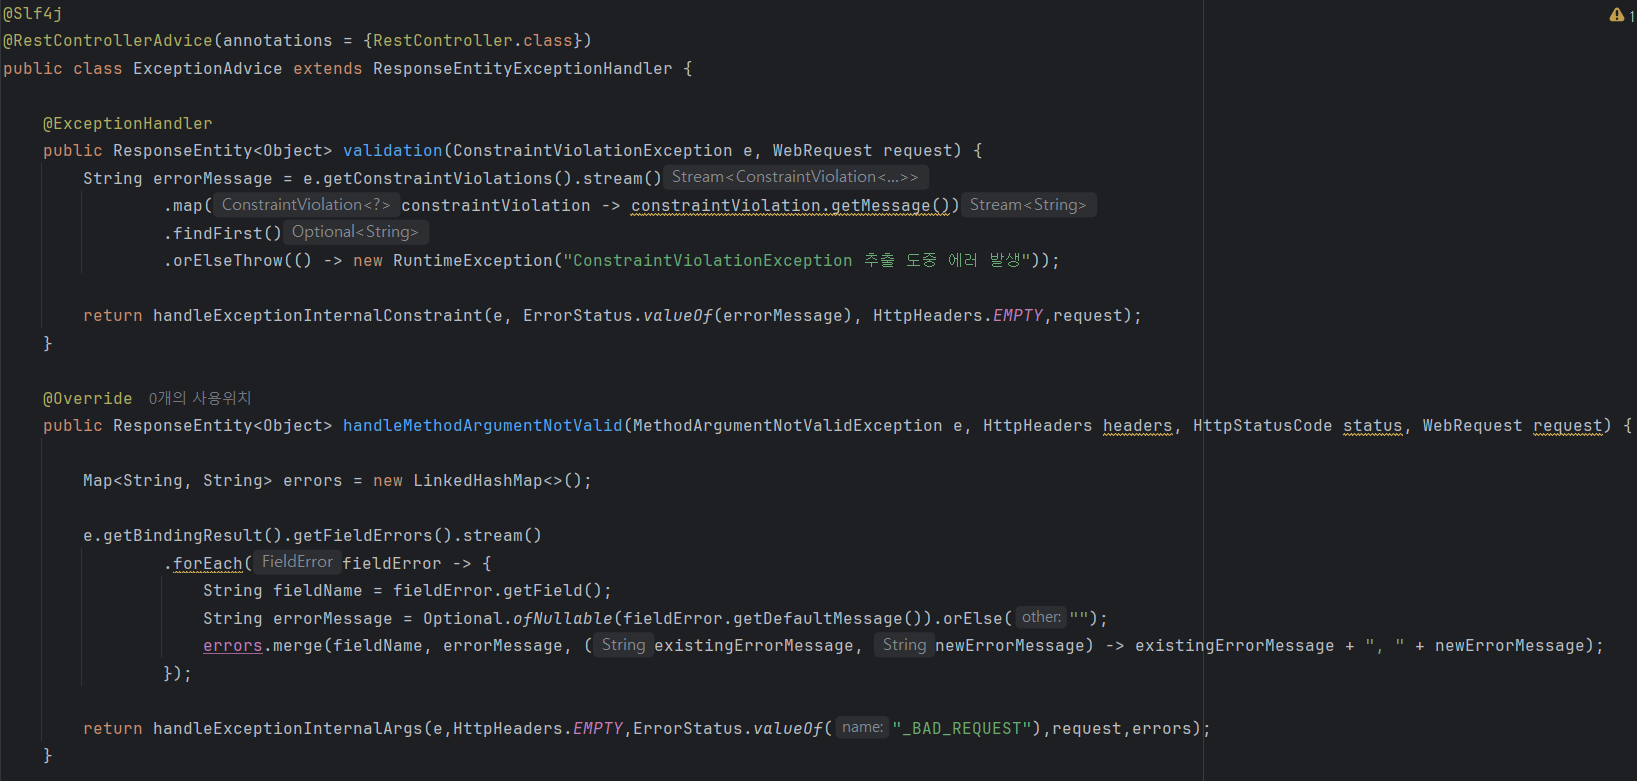 @Slf4j
⚠ 1
@RestControllerAdvice(annotations = {RestController.class})
public class ExceptionAdvice extends ResponseEntityExceptionHandler {
@ExceptionHandler
public ResponseEntity<Object> validation(ConstraintViolationException e, WebRequest request) {
String errorMessage = e.getConstraintViolations().stream() Stream<ConstraintViolation<...>>
.map( ConstraintViolation<?> constraintViolation -> constraintViolation.getMessage()) Stream<String>
.findFirst() Optional<String>
.orElseThrow(() -> new RuntimeException("ConstraintViolationException 추출 도중 에러 발생"));
return handleExceptionInternalConstraint(e, ErrorStatus.valueOf(errorMessage), HttpHeaders.EMPTY,request);
}
@Override 0개의 사용위치
public ResponseEntity<Object> handleMethodArgumentNotValid(MethodArgumentNotValidException e, HttpHeaders headers, HttpStatusCode status, WebRequest request) {
Map<String, String> errors = new LinkedHashMap<>();
e.getBindingResult().getFieldErrors().stream()
.forEach( FieldError fieldError -> {
String fieldName = fieldError.getField();
String errorMessage = Optional.ofNullable(fieldError.getDefaultMessage()).orElse( other: "");
errors.merge(fieldName, errorMessage, ( String existingErrorMessage, String newErrorMessage) -> existingErrorMessage + ", " + newErrorMessage);
});
return handleExceptionInternalArgs(e,HttpHeaders.EMPTY,ErrorStatus.valueOf( name: "_BAD_REQUEST"),request,errors);
}